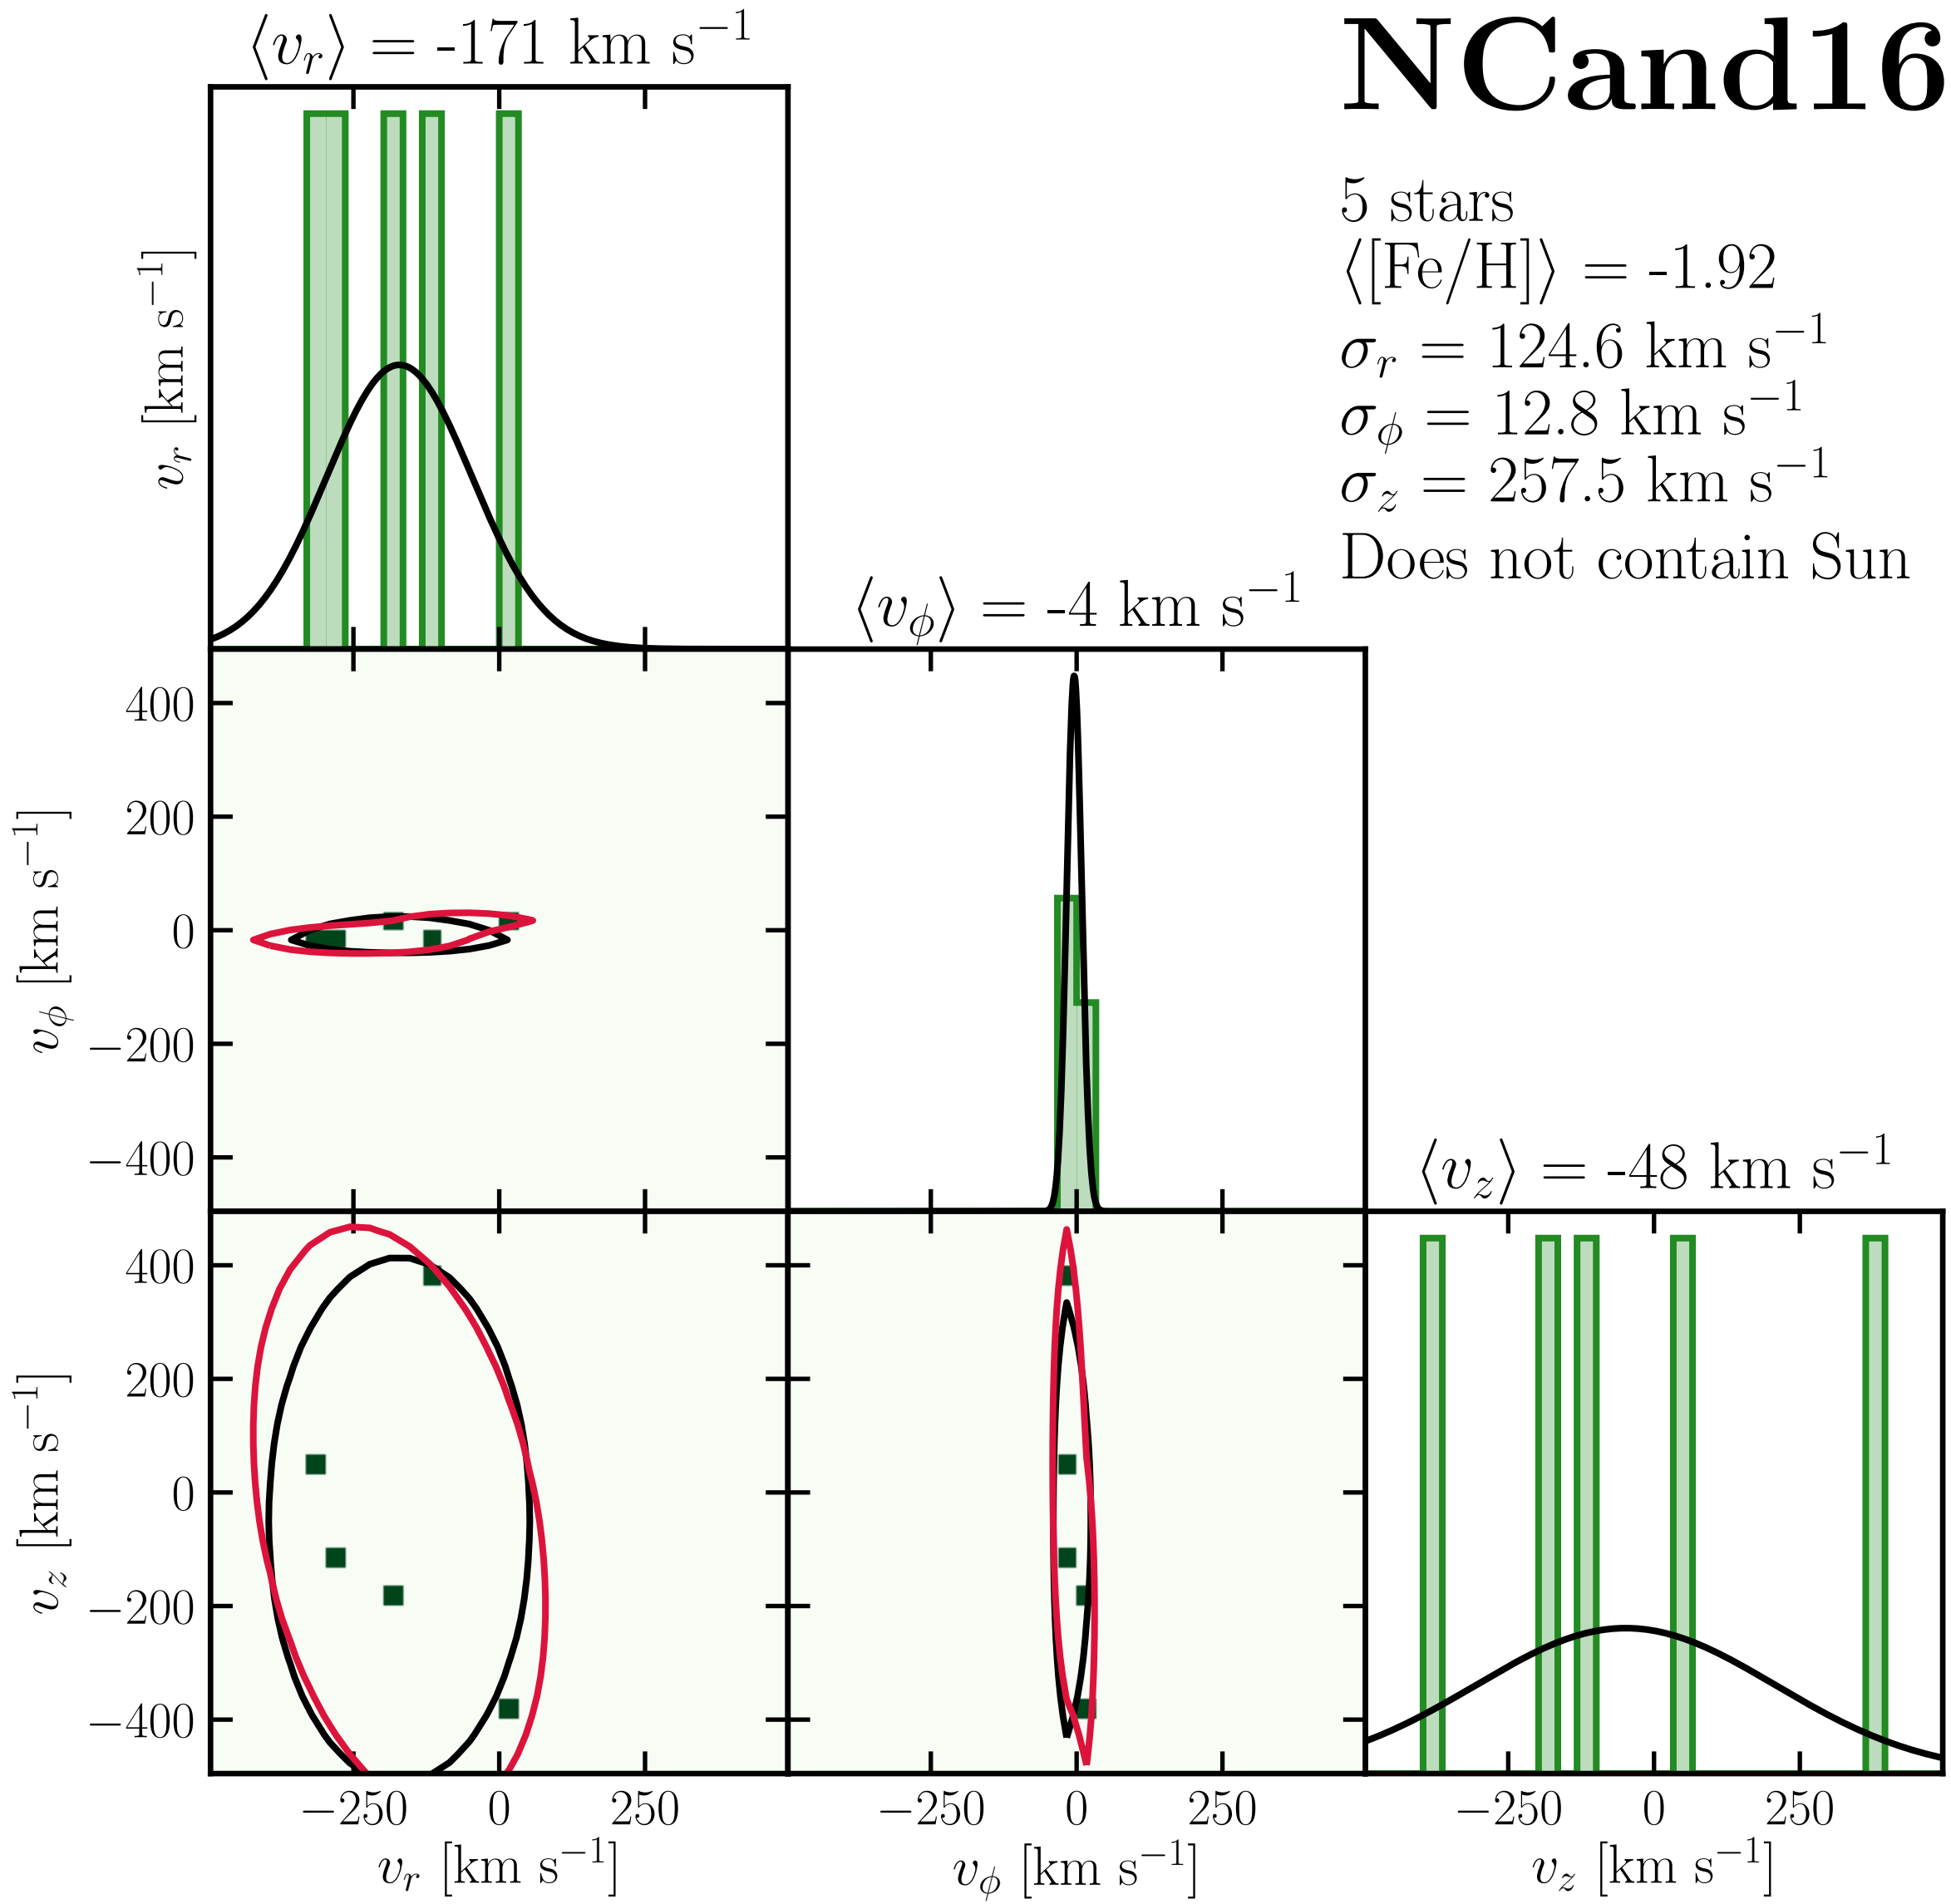 ⟨v_r⟩ = -171 km s⁻¹
NCand16
5 stars
⟨[Fe/H]⟩ = -1.92
σ_r = 124.6 km s⁻¹
σ_ϕ = 12.8 km s⁻¹
σ_z = 257.5 km s⁻¹
Does not contain Sun
v_r [km s⁻¹]
⟨v_ϕ⟩ = -4 km s⁻¹
400
200
0
−200
−400
v_ϕ [km s⁻¹]
⟨v_z⟩ = -48 km s⁻¹
400
200
0
−200
−400
v_z [km s⁻¹]
−250 0 250
−250 0 250
−250 0 250
v_r [km s⁻¹]
v_ϕ [km s⁻¹]
v_z [km s⁻¹]